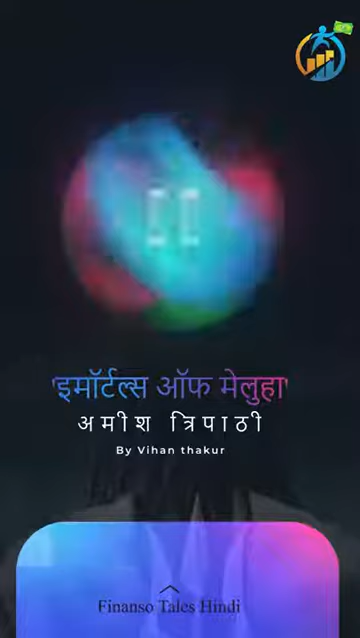 'इमॉर्टल्स ऑफ मेलुहा'
अमीश त्रिपाठी
By Vihan thakur
Finanso Tales Hindi